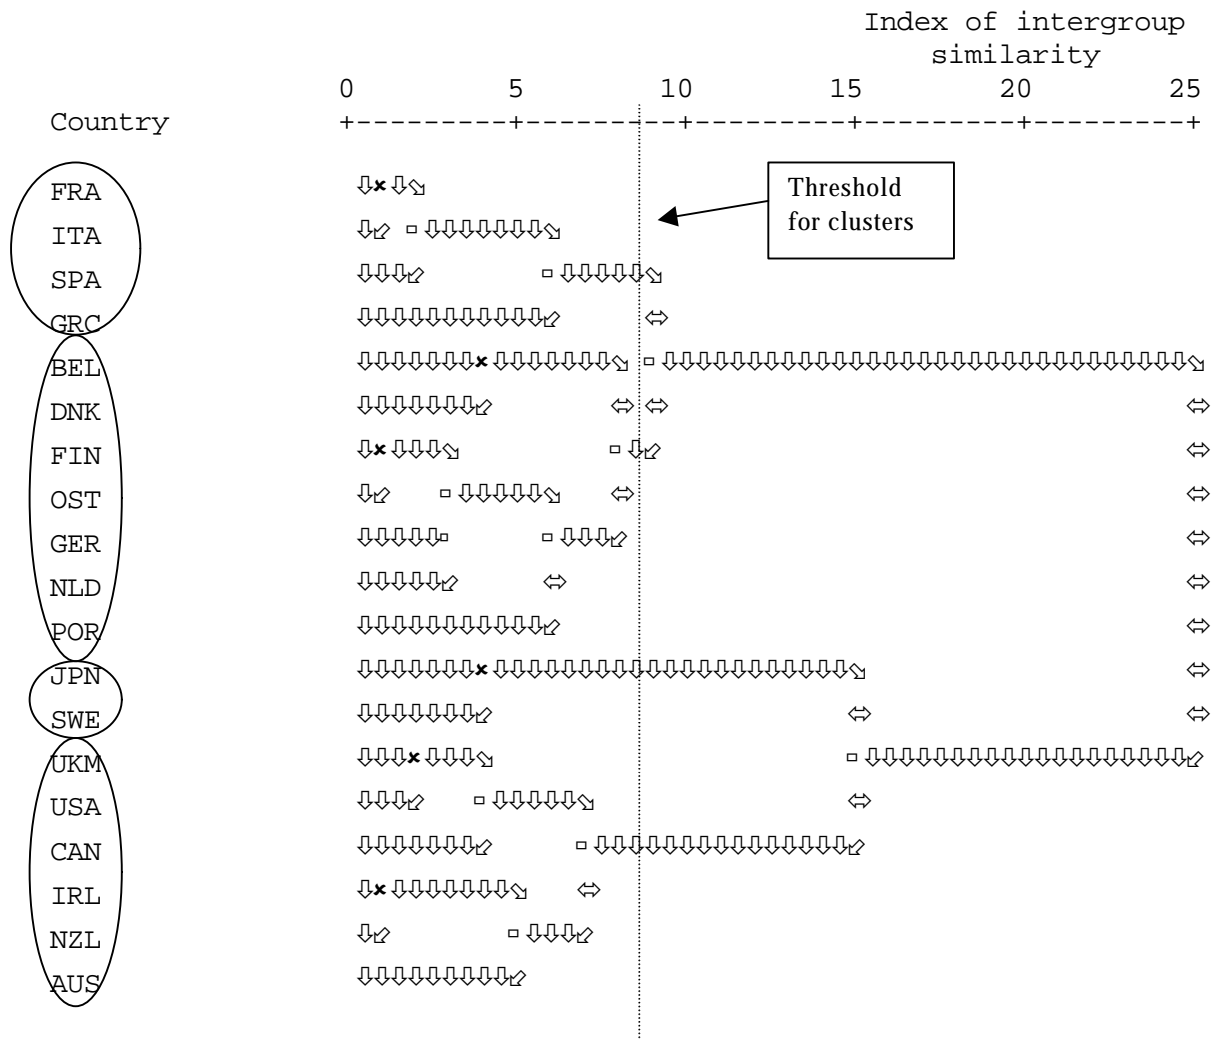 Index of intergroup
similarity
0 5 10 15 20 25
Country +---------+---------+---------+---------+---------+
FRA
Threshold
for clusters
ITA
SPA
GRC
BEL
DNK
FIN
OST
GER
NLD
POR
JPN
SWE
UKM
USA
CAN
IRL
NZL
AUS